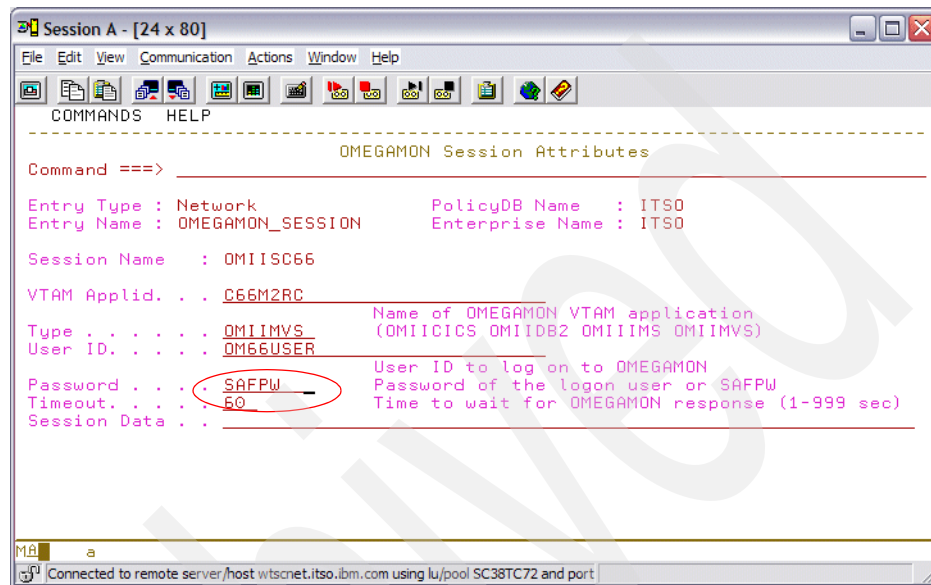 Session A - [24 x 80]
File Edit View Communication Actions Window Help
COMMANDS HELP
OMEGAMON Session Attributes
Command ===>
Entry Type : Network PolicyDB Name : ITSO
Entry Name : OMEGAMON_SESSION Enterprise Name : ITSO
Session Name : OMIISC66
VTAM Applid. . . C66M2RC
Name of OMEGAMON VTAM application
Type . . . . . . OMIIMVS (OMIICICS OMIIDB2 OMIIIMS OMIIMVS)
User ID. . . . . OM66USER
User ID to log on to OMEGAMON
Password . . . . SAFPW Password of the logon user or SAFPW
Timeout. . . . . 60 Time to wait for OMEGAMON response (1-999 sec)
Session Data . .
MA a
Connected to remote server/host wtscnet.itso.ibm.com using lu/pool SC38TC72 and port